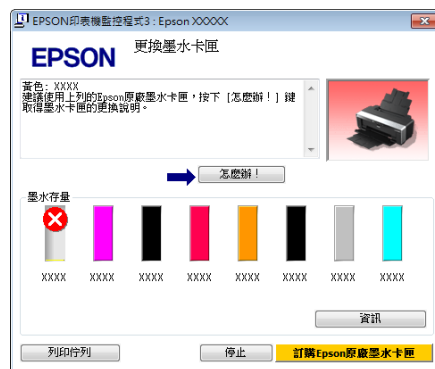 EPSON印表機監控程式3 : Epson XXXXX
EPSON
更換墨水卡匣
黃色: XXXX
建議使用上列的Epson原廠墨水卡匣，按下 [怎麼辦！] 鍵
取得墨水卡匣的更換說明。
怎麼辦！
墨水存量
XXXX XXXX XXXX XXXX XXXX XXXX XXXX XXXX
資訊
列印佇列
停止
訂購Epson原廠墨水卡匣